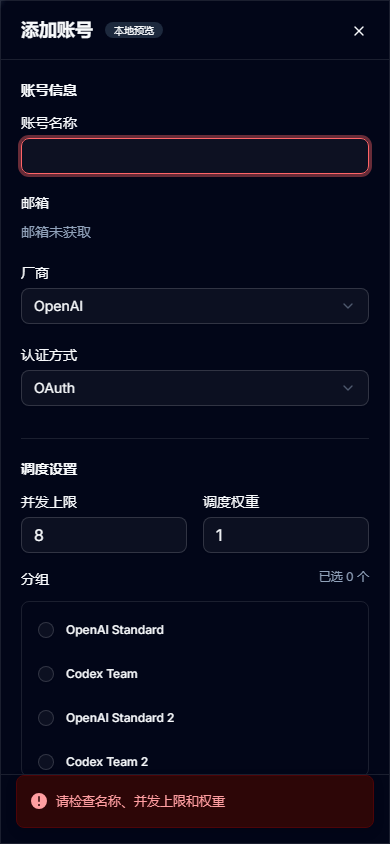 添加账号 本地预览
账号信息
账号名称
邮箱
邮箱未获取
厂商
OpenAI
认证方式
OAuth
调度设置
并发上限 调度权重
8 1
分组 已选 0 个
OpenAI Standard
Codex Team
OpenAI Standard 2
Codex Team 2
请检查名称、并发上限和权重